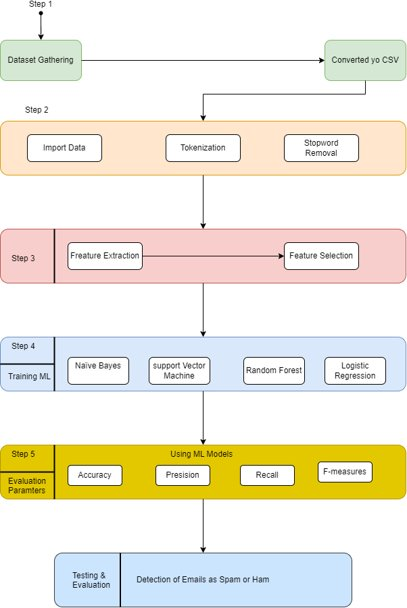 Step 1
Dataset Gathering
Converted yo CSV
Step 2
Import Data
Tokenization
Stopword
Removal
Step 3
Freature Extraction
Feature Selection
Step 4
Training ML
Naïve Bayes
support Vector
Machine
Random Forest
Logistic
Regression
Step 5
Using ML Models
Evaluation
Paramters
Accuracy
Persision
Recall
F-measures
Testing &
Evaluation
Detection of Emails as Spam or Ham